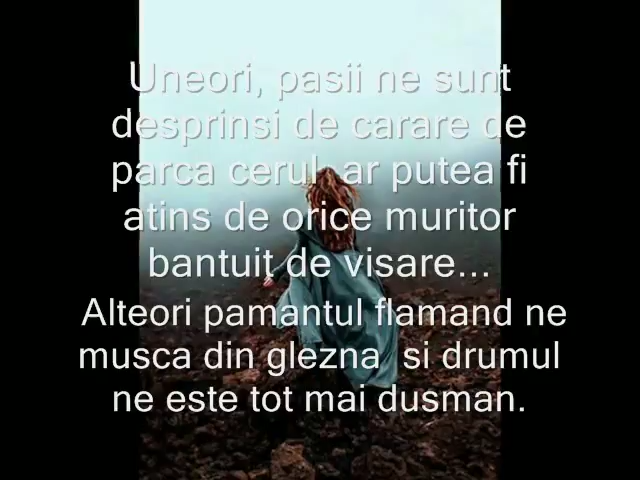 Uneori, pasii ne sunt
desprinsi de carare de
parca cerul ar putea fi
atins de orice muritor
bantuit de visare...
Alteori pamantul flamand ne
musca din glezna si drumul
ne este tot mai dusman.